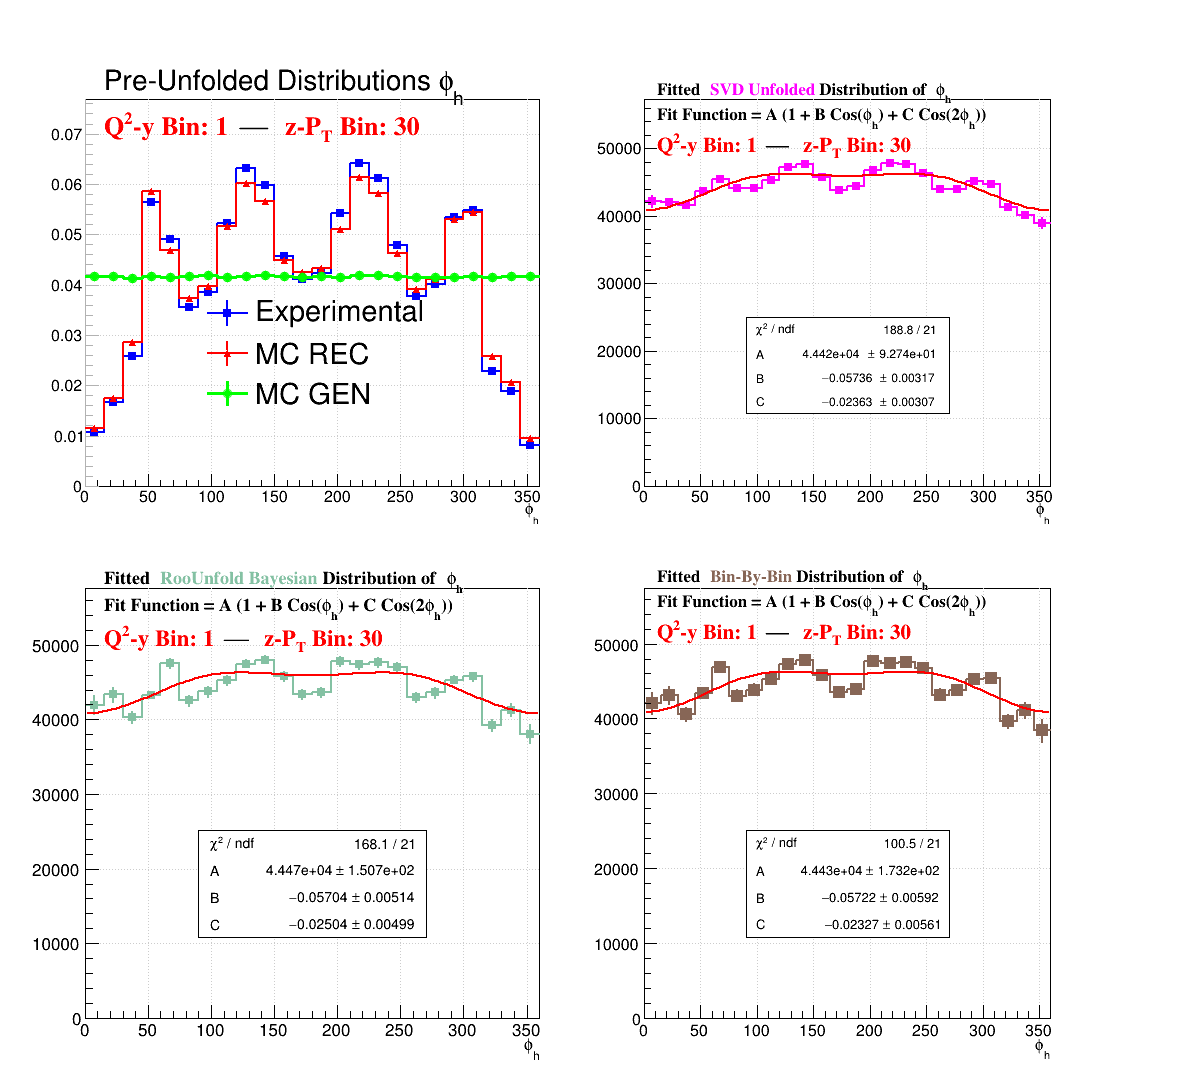 Pre-Unfolded Distributions ϕh
Q²-y Bin: 1 — z-PT Bin: 30
0.07
0.06
0.05
0.04
0.03
0.02
0.01
0
Experimental
MC REC
MC GEN
0 50 100 150 200 250 300 350
ϕh
Fitted SVD Unfolded Distribution of ϕh
Fit Function = A (1 + B Cos(ϕh) + C Cos(2ϕh))
Q²-y Bin: 1 — z-PT Bin: 30
50000
40000
30000
20000
10000
0
χ² / ndf 188.8 / 21
A 4.442e+04 ± 9.274e+01
B −0.05736 ± 0.00317
C −0.02363 ± 0.00307
0 50 100 150 200 250 300 350
ϕh
Fitted RooUnfold Bayesian Distribution of ϕh
Fit Function = A (1 + B Cos(ϕh) + C Cos(2ϕh))
Q²-y Bin: 1 — z-PT Bin: 30
50000
40000
30000
20000
10000
0
χ² / ndf 168.1 / 21
A 4.447e+04 ± 1.507e+02
B −0.05704 ± 0.00514
C −0.02504 ± 0.00499
0 50 100 150 200 250 300 350
ϕh
Fitted Bin-By-Bin Distribution of ϕh
Fit Function = A (1 + B Cos(ϕh) + C Cos(2ϕh))
Q²-y Bin: 1 — z-PT Bin: 30
50000
40000
30000
20000
10000
0
χ² / ndf 100.5 / 21
A 4.443e+04 ± 1.732e+02
B −0.05722 ± 0.00592
C −0.02327 ± 0.00561
0 50 100 150 200 250 300 350
ϕh